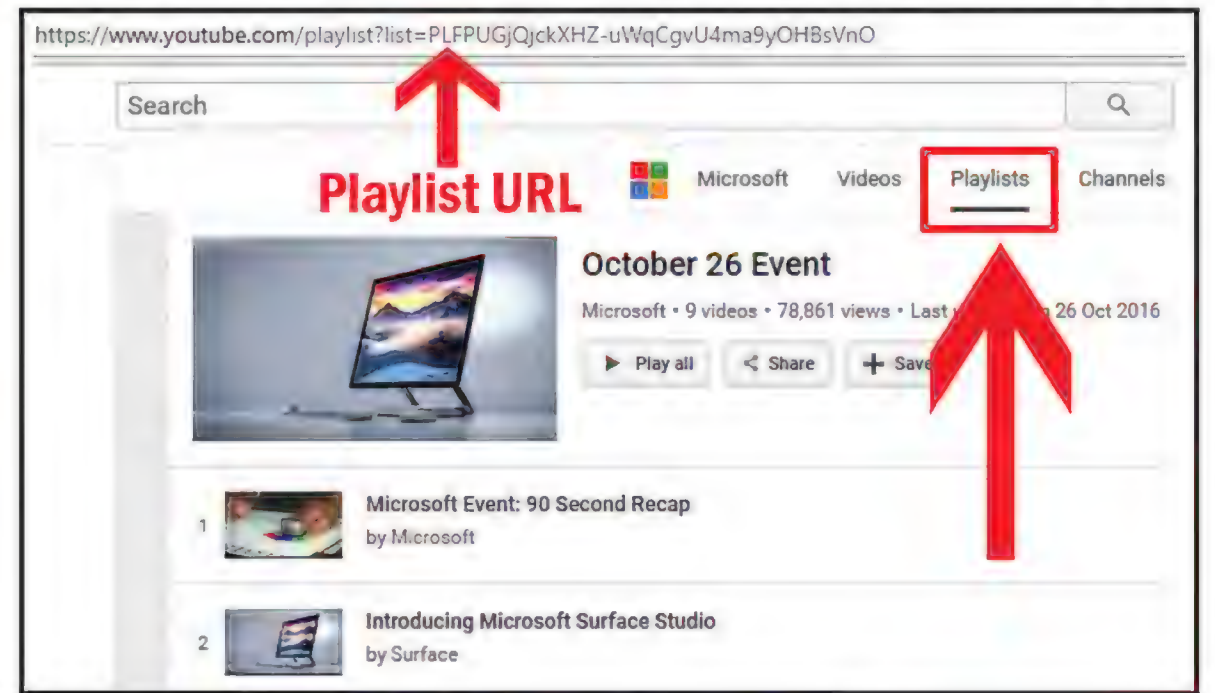 https://www.youtube.com/playlist?list=PLFPUGjQjckXHZ-uWqCgvU4ma9yOHBsVnO
Search
Playlist URL
Microsoft Videos Playlists Channels
October 26 Event
Microsoft • 9 videos • 78,861 views • Last 26 Oct 2016
Play all Share Save
1 Microsoft Event: 90 Second Recap
by Microsoft
2 Introducing Microsoft Surface Studio
by Surface